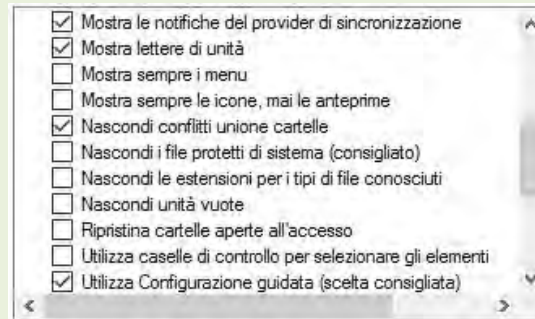 Mostra le notifiche del provider di sincronizzazione
Mostra lettere di unità
Mostra sempre i menu
Mostra sempre le icone, mai le anteprime
Nascondi conflitti unione cartelle
Nascondi i file protetti di sistema (consigliato)
Nascondi le estensioni per i tipi di file conosciuti
Nascondi unità vuote
Ripristina cartelle aperte all'accesso
Utilizza caselle di controllo per selezionare gli elementi
Utilizza Configurazione guidata (scelta consigliata)